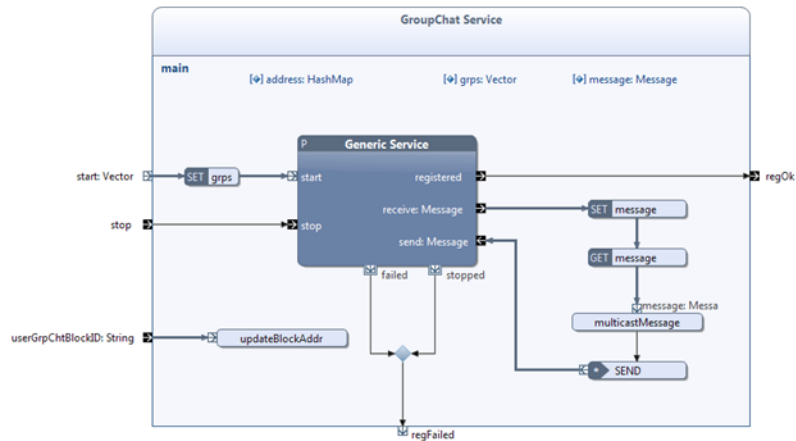 GroupChat Service
main
address: HashMap
grps: Vector
message: Message
P
Generic Service
start: Vector
SET grps
start
registered
regOk
receive: Message
SET message
stop
stop
send: Message
GET message
failed
stopped
message: Messa
multicastMessage
userGrpChtBlockID: String
updateBlockAddr
SEND
regFailed